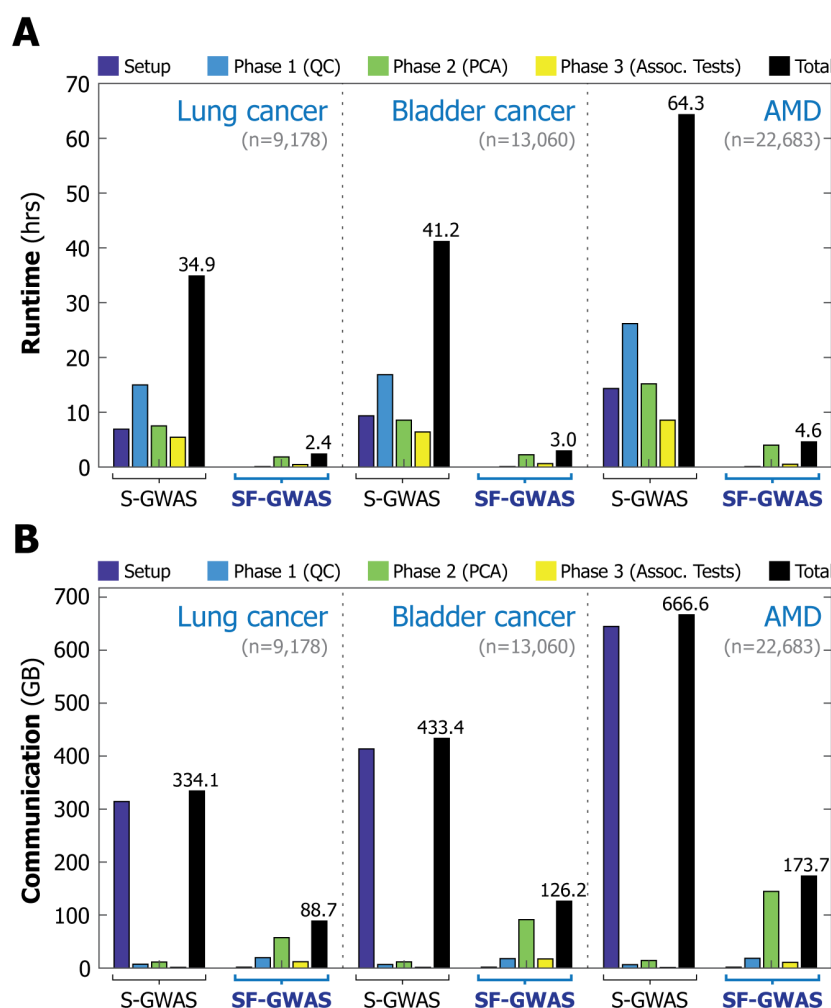 A
Setup Phase 1 (QC) Phase 2 (PCA) Phase 3 (Assoc. Tests) Total
70
60
50
40
30
20
10
0
Runtime (hrs)
Lung cancer
(n=9,178)
Bladder cancer
(n=13,060)
AMD
(n=22,683)
34.9
2.4
41.2
3.0
64.3
4.6
S-GWAS SF-GWAS S-GWAS SF-GWAS S-GWAS SF-GWAS
B
Setup Phase 1 (QC) Phase 2 (PCA) Phase 3 (Assoc. Tests) Total
700
600
500
400
300
200
100
0
Communication (GB)
Lung cancer
(n=9,178)
Bladder cancer
(n=13,060)
AMD
(n=22,683)
334.1
88.7
433.4
126.2
666.6
173.7
S-GWAS SF-GWAS S-GWAS SF-GWAS S-GWAS SF-GWAS